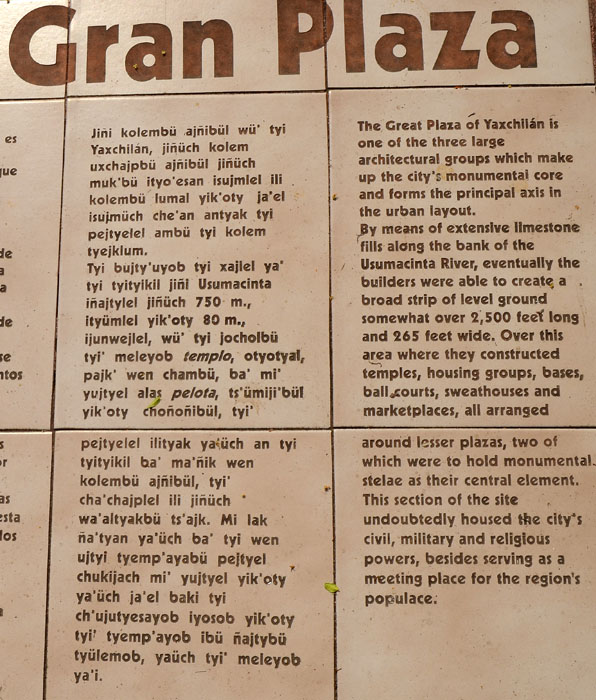 Gran Plaza
es
que
de
a
a
de
se
ntos
s
or
as
esta
los
a
Jiñi kolembü ajñibül wü' tyi
Yaxchilán, jiñüch kolem
uxchajpbü ajñibül jiñüch
muk'bü ityo'esan isujmlel ili
kolembü lumal yik'oty ja'el
isujmüch che'an antyak tyi
pejtyelel ambü tyi kolem
tyejklum.
Tyi bujty'uyob tyi xajlel ya'
tyi tyityikil jiñi Usumacinta
iñajtylel jiñüch 750 m.,
ityümlel yik'oty 80 m.,
ijunwejlel, wü' tyi jocholbü
tyi' meleyob templo, otyotyal,
pajk' wen chambü, ba' mi'
yujtyel alas pelota, ts'ümiji'bül
yik'oty choñoñibül, tyi'
pejtyelel ilityak ya'üch an tyi
tyityikil ba' ma'ñik wen
kolembü ajñibül, tyi'
cha'chajplel ili jiñüch
wa'altyakbü ts'ajk. Mi lak
ña'tyan ya'üch ba' tyi wen
ujtyi tyemp'ayabü pejtyel
chukijach mi' yujtyel yik'oty
ya'üch ja'el baki tyi
ch'ujutyesayob iyosob yik'oty
tyi' tyemp'ayob ibü ñajtybü
tyülemob, yaüch tyi' meleyob
ya'i.
The Great Plaza of Yaxchilán is
one of the three large
architectural groups which make
up the city's monumental core
and forms the principal axis in
the urban layout.
By means of extensive limestone
fills along the bank of the
Usumacinta River, eventually the
builders were able to create a
broad strip of level ground
somewhat over 2,500 feet long
and 265 feet wide. Over this
area where they constructed
temples, housing groups, bases,
ball courts, sweathouses and
marketplaces, all arranged
around lesser plazas, two of
which were to hold monumental
stelae as their central element.
This section of the site
undoubtedly housed the city's
civil, military and religious
powers, besides serving as a
meeting place for the region's
populace.